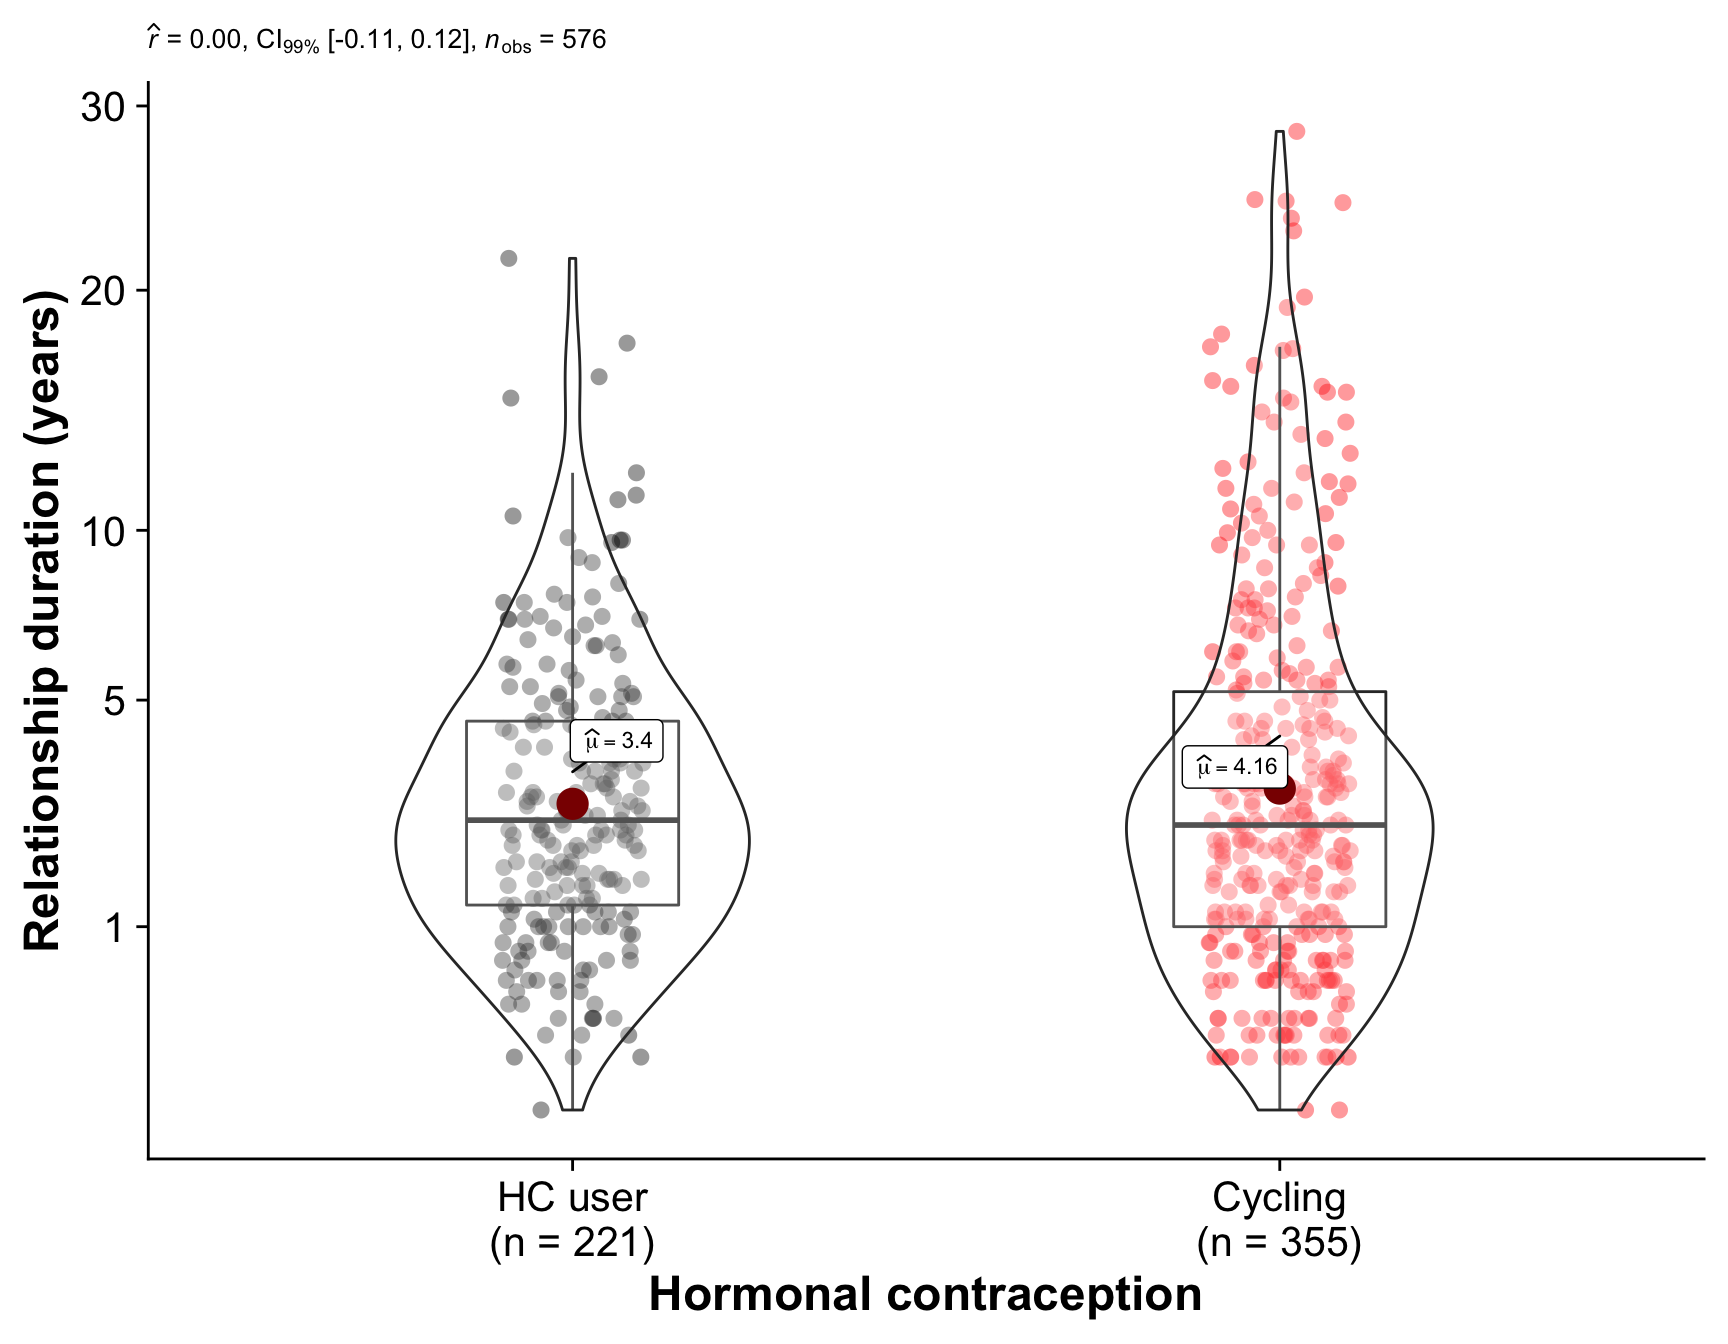 r̂ = 0.00, CI99% [-0.11, 0.12], nobs = 576
30
20
10
5
1
Relationship duration (years)
μ̂ = 3.4
μ̂ = 4.16
HC user
(n = 221)
Cycling
(n = 355)
Hormonal contraception